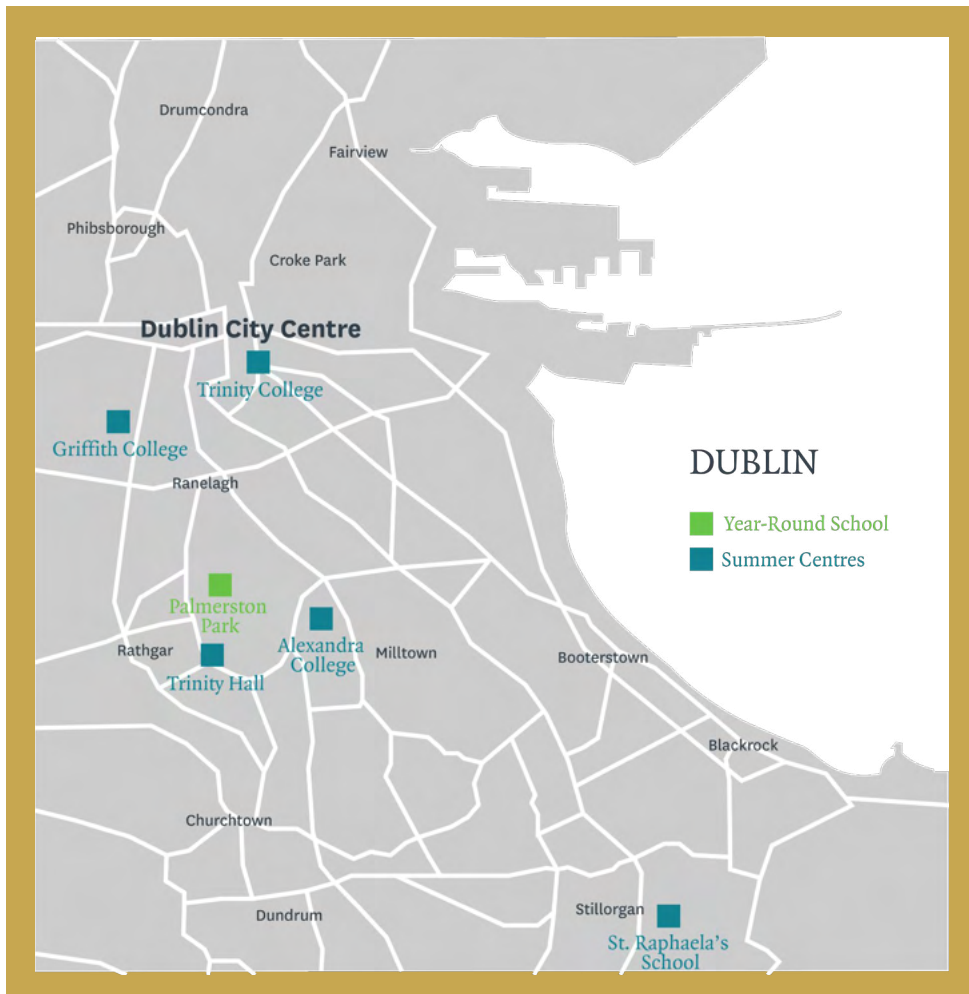 Drumcondra
Fairview
Phibsborough
Croke Park
Dublin City Centre
Trinity College
Griffith College
DUBLIN
Ranelagh
Year-Round School
Summer Centres
Palmerston
Park
Alexandra
College
Rathgar
Milltown
Booterstown
Trinity Hall
Blackrock
Churchtown
Stillorgan
Dundrum
St. Raphaela's
School